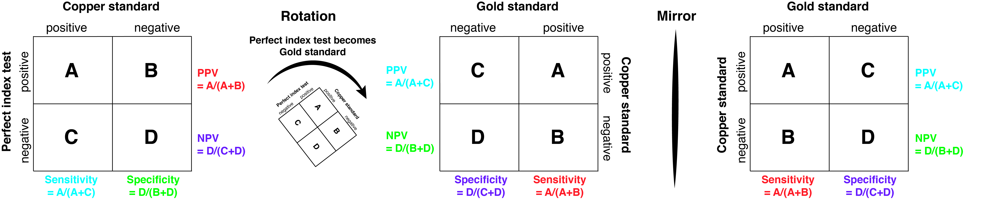 Copper standard
positive negative
Perfect index test
positive
negative
A B
C D
PPV
= A/(A+B)
NPV
= D/(C+D)
Sensitivity
= A/(A+C)
Specificity
= D/(B+D)
Rotation
Perfect index test becomes
Gold standard
Perfect index test
negative positive
Copper standard
positive negative
C A
D B
Gold standard
negative positive
PPV
= A/(A+C)
NPV
= D/(B+D)
C A
D B
positive
negative
Copper standard
Specificity
= D/(C+D)
Sensitivity
= A/(A+B)
Mirror
Gold standard
positive negative
Copper standard
positive
negative
A C
B D
PPV
= A/(A+C)
NPV
= D/(B+D)
Sensitivity
= A/(A+B)
Specificity
= D/(C+D)